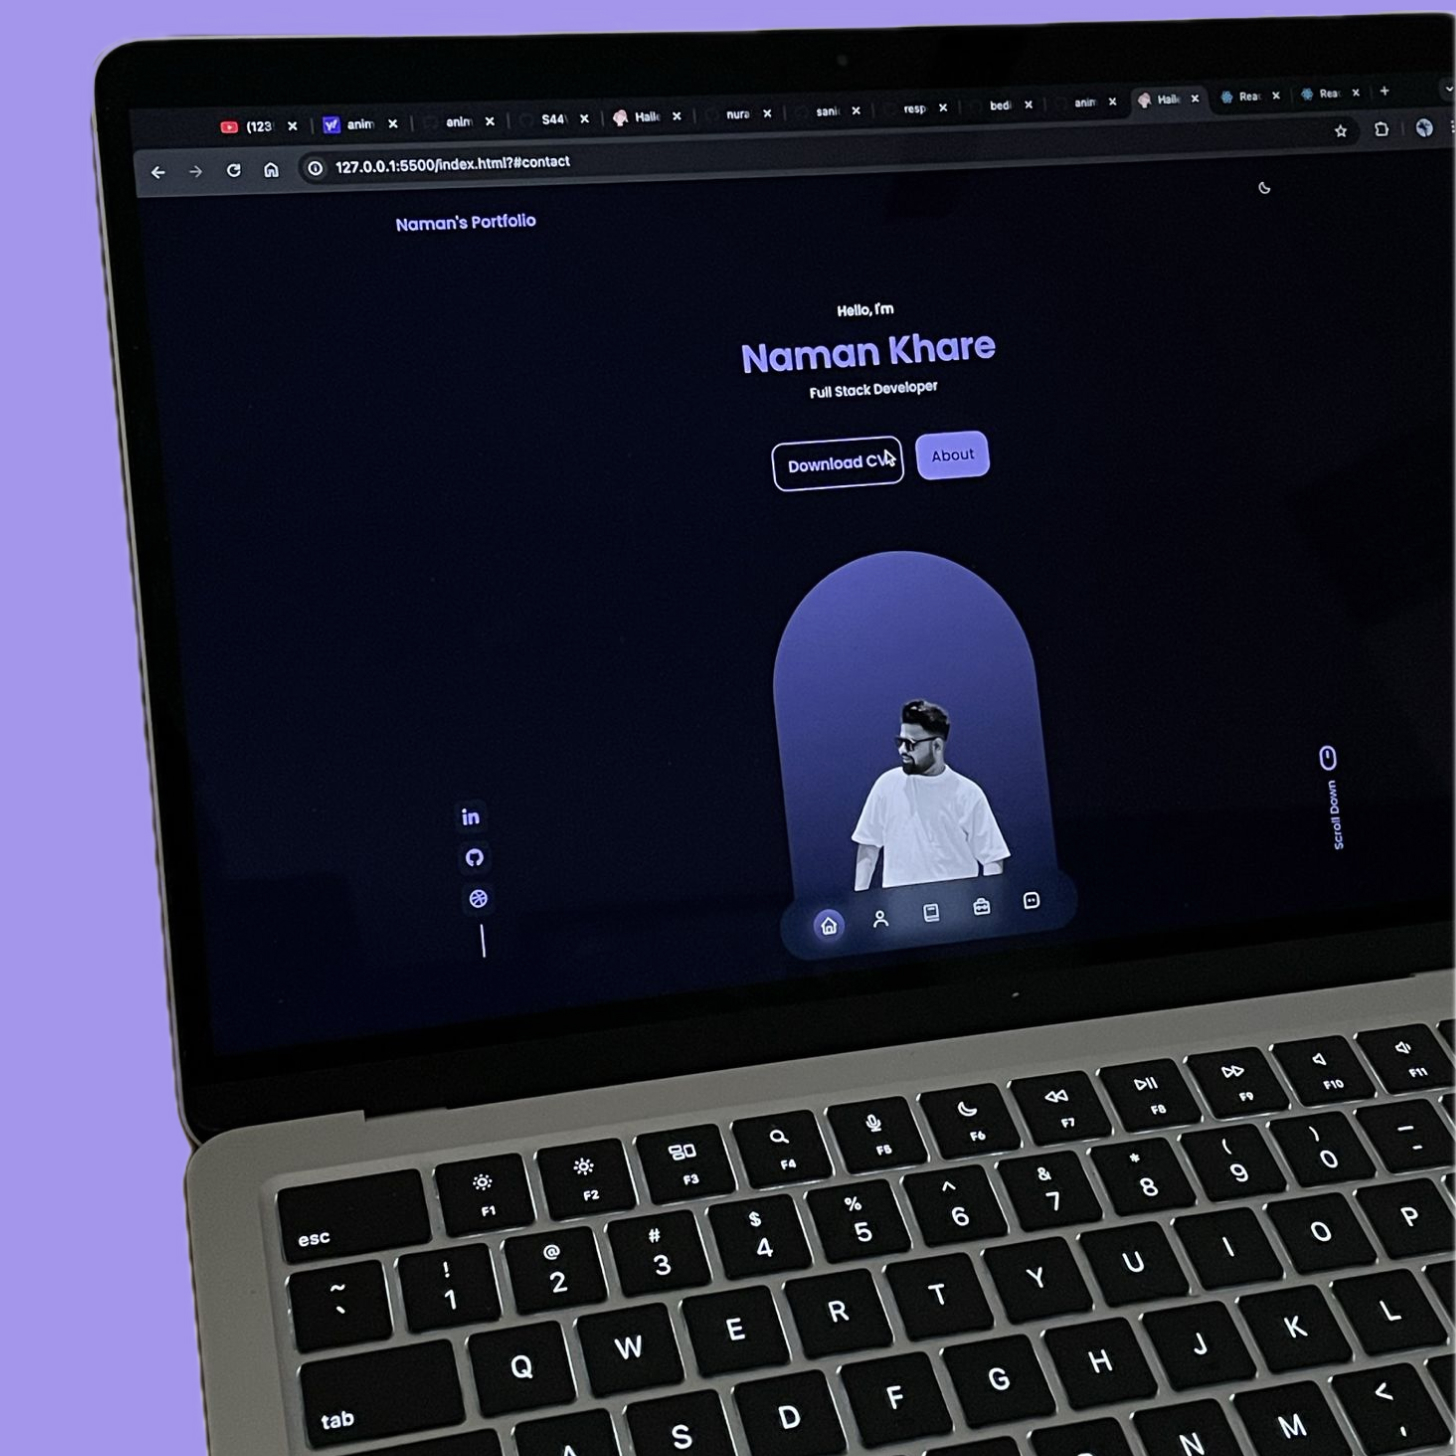 (123 anim anim S44 Hall nura sani resp bedi anin Hall Rea Rea
127.0.0.1:5500/index.html?#contact
Naman's Portfolio
Hello, I'm
Naman Khare
Full Stack Developer
Download CV About
in
Scroll Down
esc F1 F2 F3 F4 F5 F6 F7 F8 F9 F10 F11
~ ` ! 1 @ 2 # 3 $ 4 % 5 ^ 6 & 7 * 8 ( 9 ) 0 _ -
tab Q W E R T Y U I O P
A S D F G H J K L
N M < ,